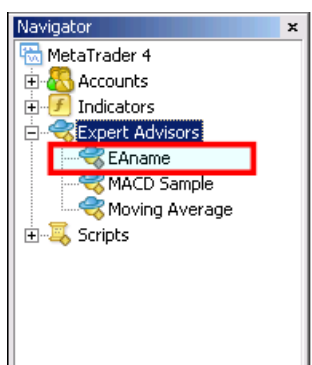 Navigator
MetaTrader 4
Accounts
Indicators
Expert Advisors
EAname
MACD Sample
Moving Average
Scripts